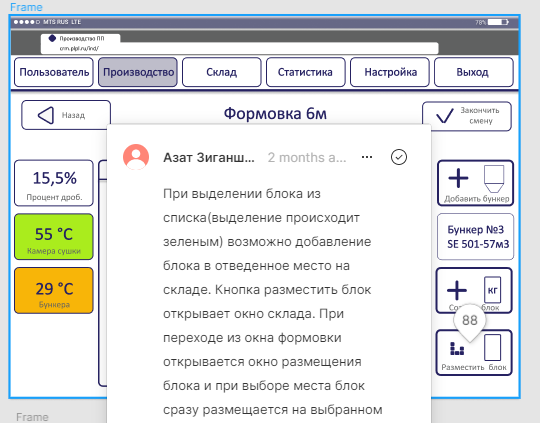 Frame
MTS RUS LTE
78%
Производство ПП
crm.plpl.ru/ind/
Пользователь
Производство
Склад
Статистика
Настройка
Выход
Назад
Формовка 6м
Закончить
смену
15,5%
Процент дроб.
55 °C
Камера сушки
29 °C
Бункера
Азат Зиганш...
2 months a...
При выделении блока из
списка(выделение происходит
зеленым) возможно добавление
блока в отведенное место на
складе. Кнопка разместить блок
открывает окно склада. При
переходе из окна формовки
открывается окно размещения
блока и при выборе места блок
сразу размещается на выбранном
Добавить бункер
Бункер №3
SE 501-57м3
кг
блок
88
Разместить блок
Frame